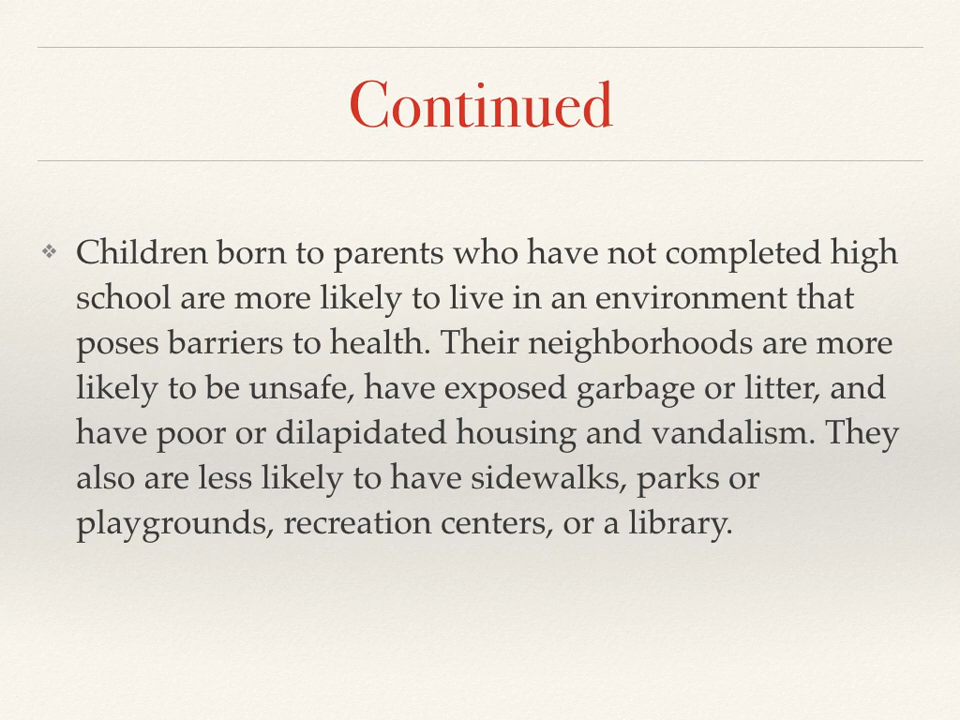 Continued
Children born to parents who have not completed high
school are more likely to live in an environment that
poses barriers to health. Their neighborhoods are more
likely to be unsafe, have exposed garbage or litter, and
have poor or dilapidated housing and vandalism. They
also are less likely to have sidewalks, parks or
playgrounds, recreation centers, or a library.